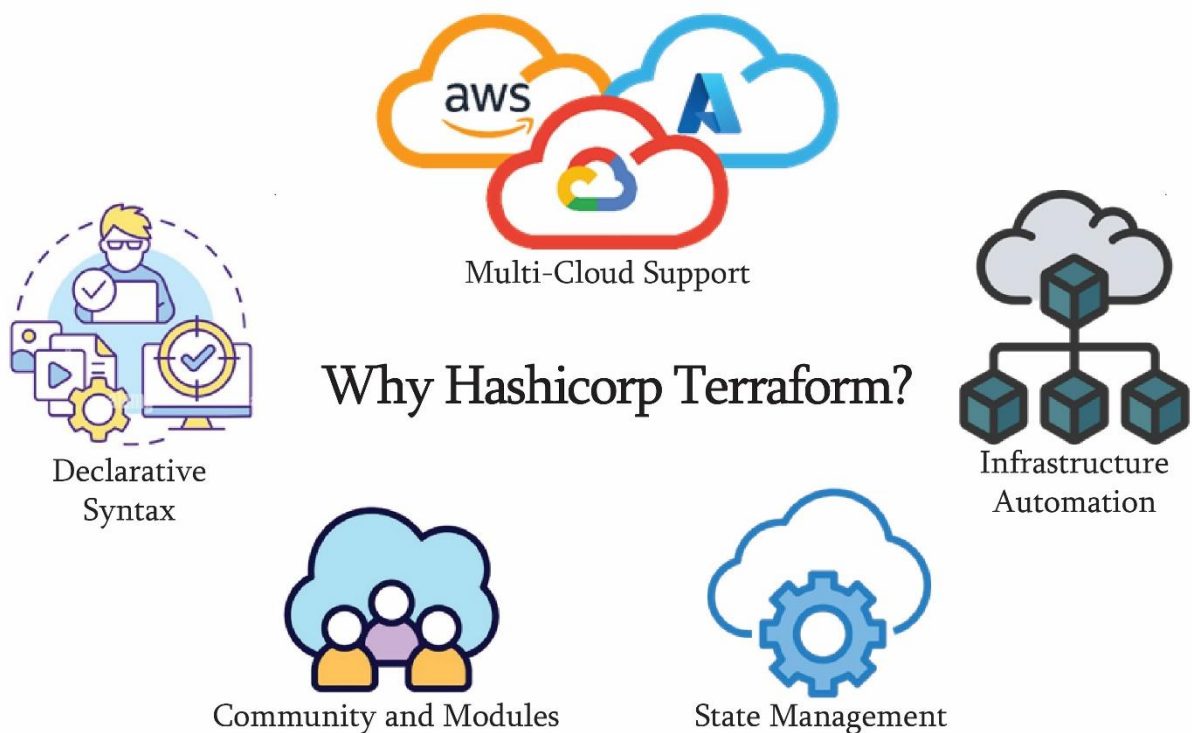 aws
Multi-Cloud Support
Why Hashicorp Terraform?
Declarative
Syntax
Infrastructure
Automation
Community and Modules
State Management